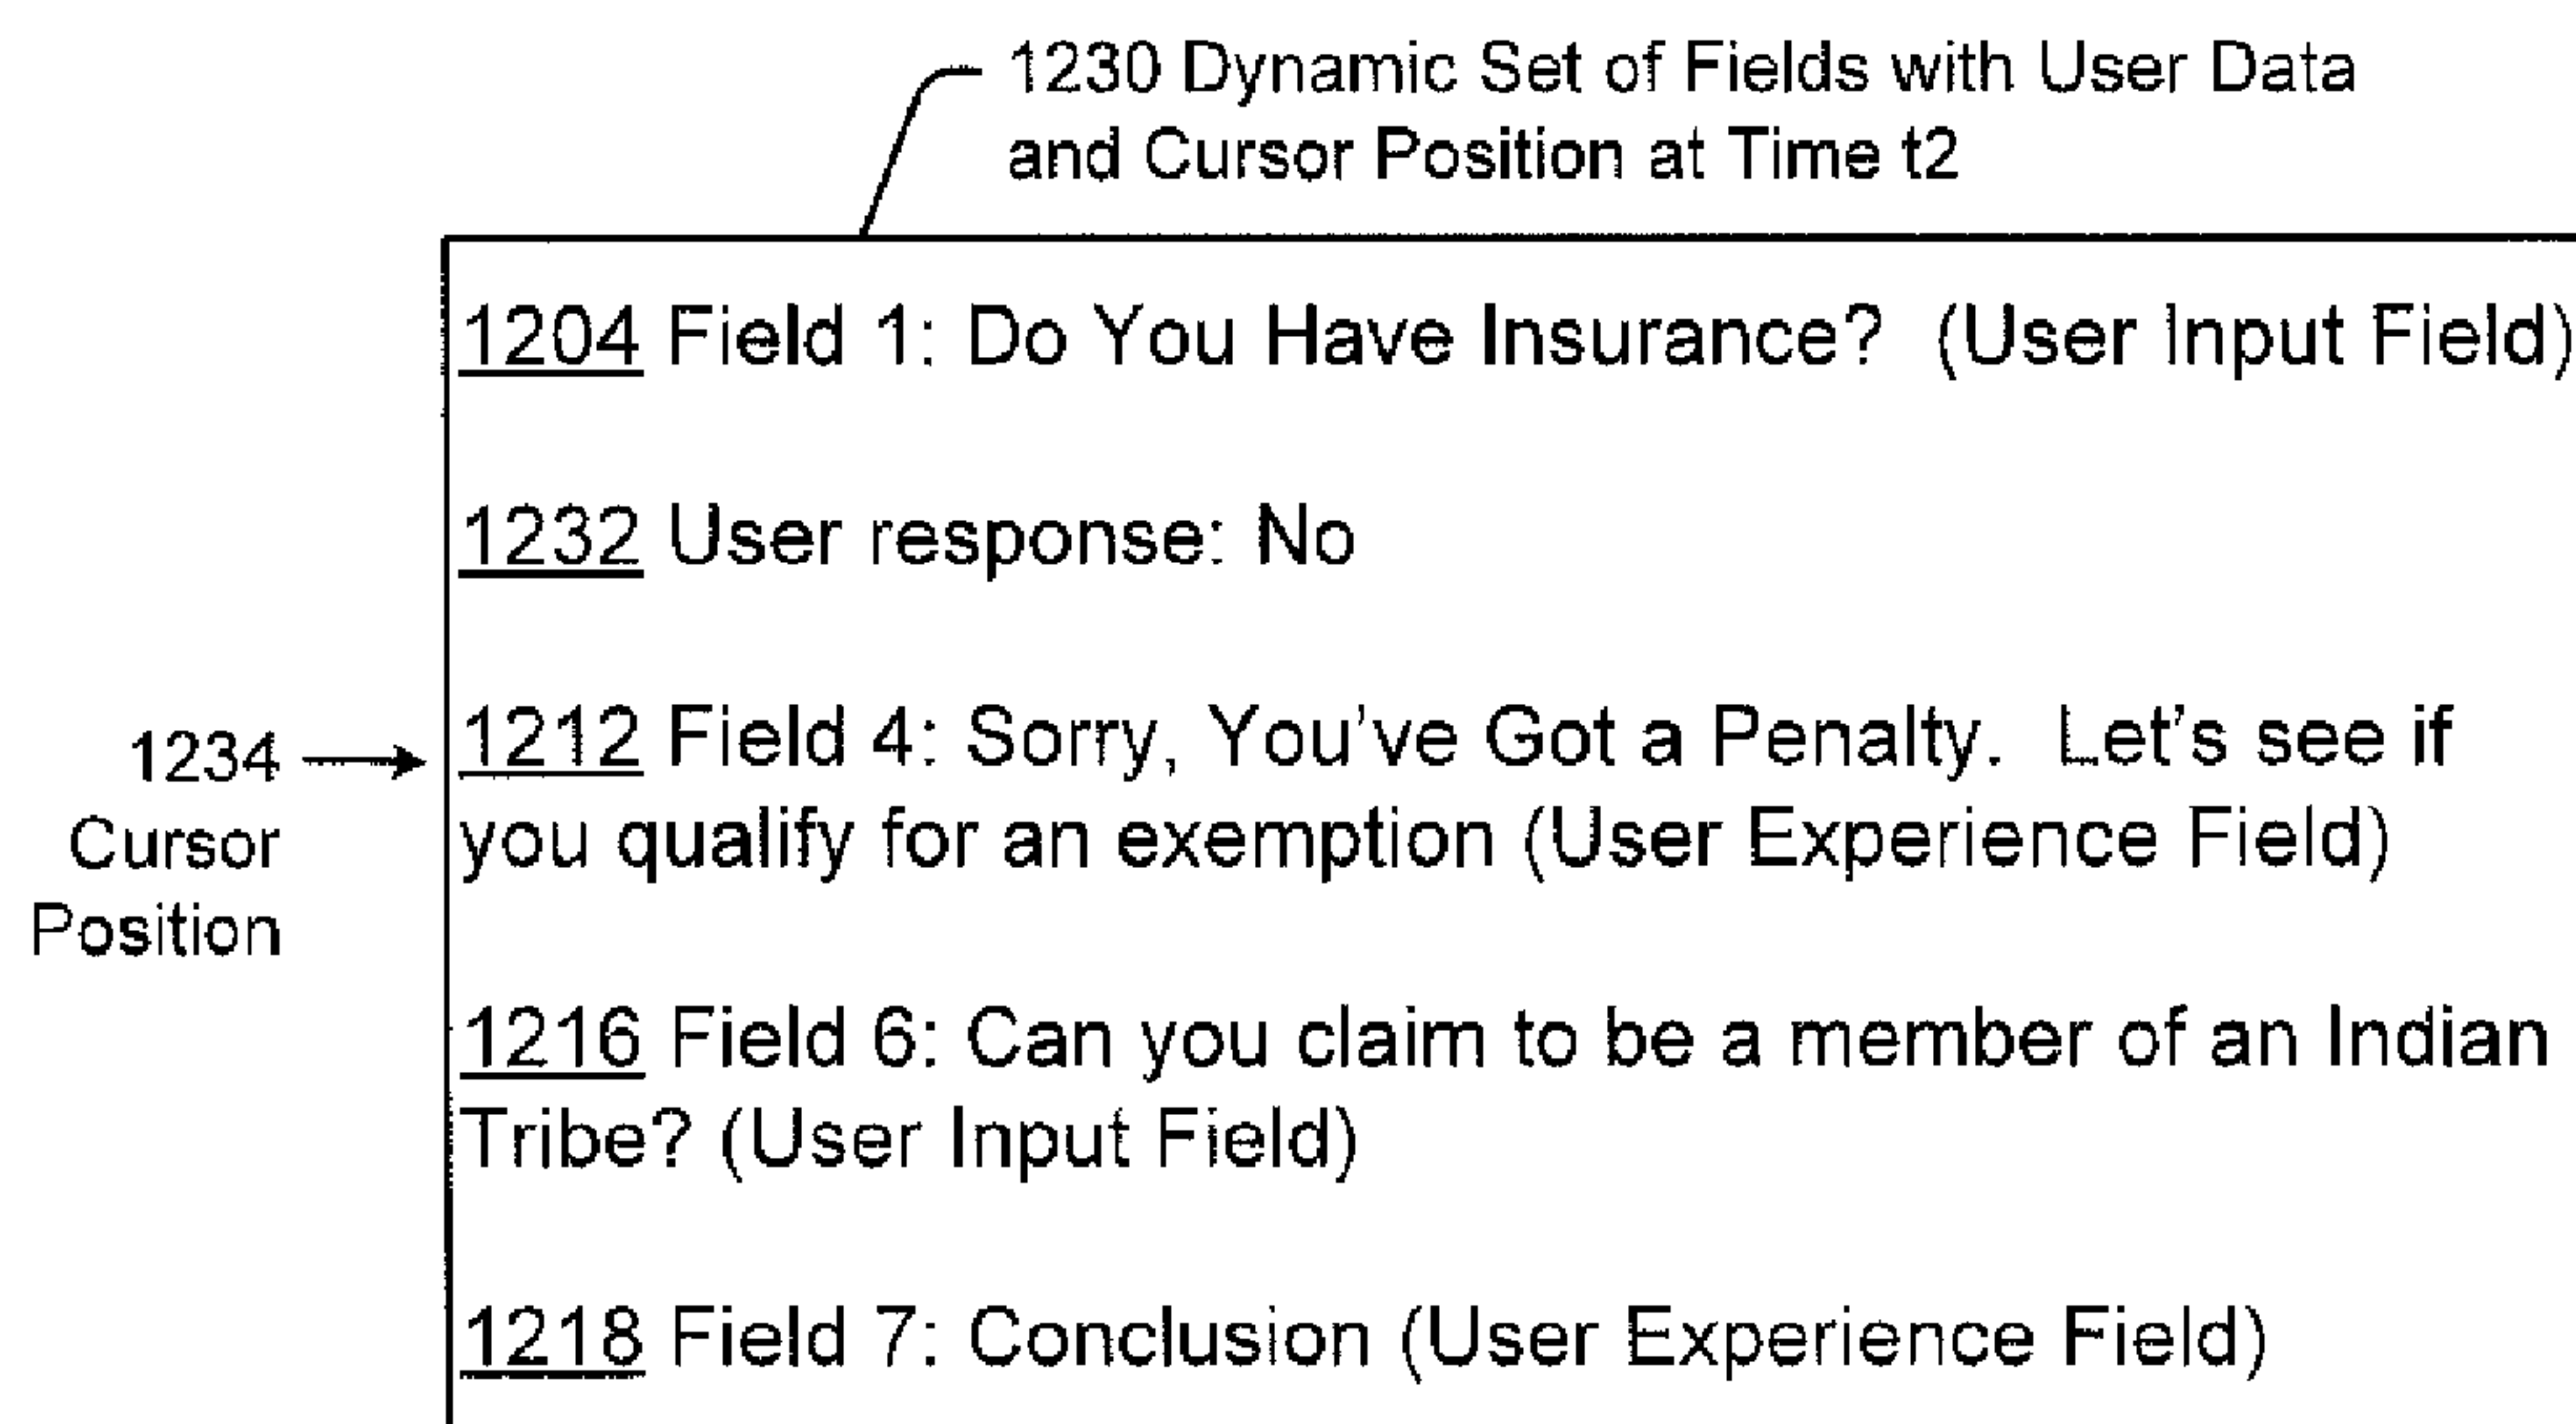 1230 Dynamic Set of Fields with User Data
and Cursor Position at Time t2
1204 Field 1: Do You Have Insurance? (User Input Field)
1232 User response: No
1234
Cursor
Position
1212 Field 4: Sorry, You've Got a Penalty. Let's see if
you qualify for an exemption (User Experience Field)
1216 Field 6: Can you claim to be a member of an Indian
Tribe? (User Input Field)
1218 Field 7: Conclusion (User Experience Field)